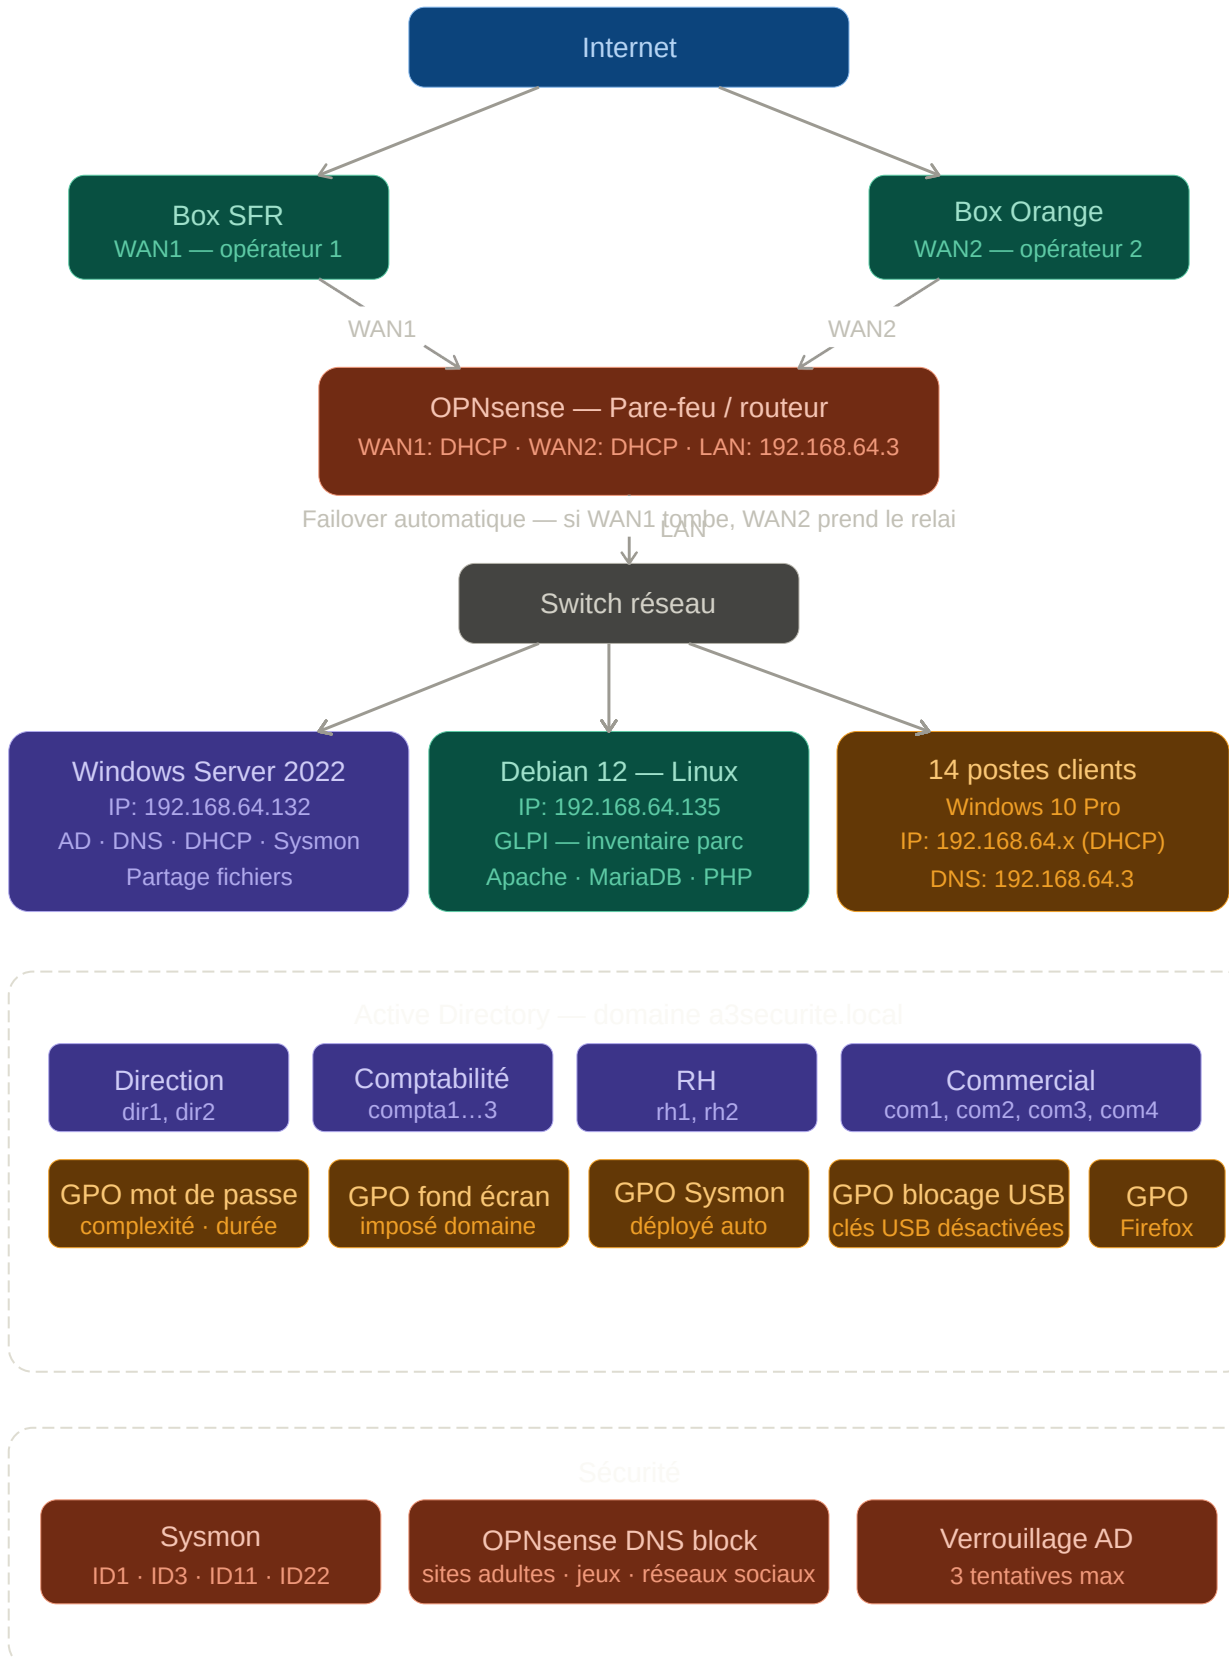 Internet
Box SFR
WAN1 — opérateur 1
Box Orange
WAN2 — opérateur 2
WAN1
WAN2
OPNsense — Pare-feu / routeur
WAN1: DHCP · WAN2: DHCP · LAN: 192.168.64.3
Failover automatique — si WAN1 tombe, WAN2 prend le relai
LAN
Switch réseau
Windows Server 2022
IP: 192.168.64.132
AD · DNS · DHCP · Sysmon
Partage fichiers
Debian 12 — Linux
IP: 192.168.64.135
GLPI — inventaire parc
Apache · MariaDB · PHP
14 postes clients
Windows 10 Pro
IP: 192.168.64.x (DHCP)
DNS: 192.168.64.3
Active Directory — domaine a3securite.local
Direction
dir1, dir2
Comptabilité
compta1…3
RH
rh1, rh2
Commercial
com1, com2, com3, com4
GPO mot de passe
complexité · durée
GPO fond écran
imposé domaine
GPO Sysmon
déployé auto
GPO blocage USB
clés USB désactivées
GPO
Firefox
Sécurité
Sysmon
ID1 · ID3 · ID11 · ID22
OPNsense DNS block
sites adultes · jeux · réseaux sociaux
Verrouillage AD
3 tentatives max